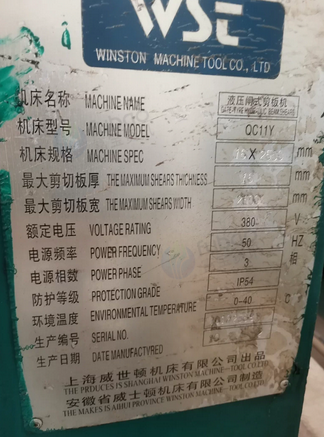 WSE
WINSTON MACHINE TOOL CO., LTD
机床名称 MACHINE NAME 液压闸式剪板机
机床型号 MACHINE MODEL QC11Y
机床规格 MACHINE SPEC X mm
最大剪切板厚 THE MAXIMUM SHEARS THICHNESS mm
最大剪切板宽 THE MAXIMUM SHEARS WIDTH mm
额定电压 VOLTAGE RATING 380 V
电源频率 POWER FREQUENCY 50 HZ
电源相数 POWER PHASE 3 相
防护等级 PROTECTION GRADE IP54
环境温度 ENVIRONMENTAL TEMPERATURE 0-40
生产编号 SERIAL NO.
生产日期 DATE MANUFACTYRED
上海威世顿机床有限公司出品
THE PRODUCES IS SHANGHAI WINSTON MACHINE-TOOL CO.LTD
安徽省威士顿机床有限公司制造
THE MAKES IS AIHUI PROVINCE WINSTON MACHINE-TOOL CO.LTD